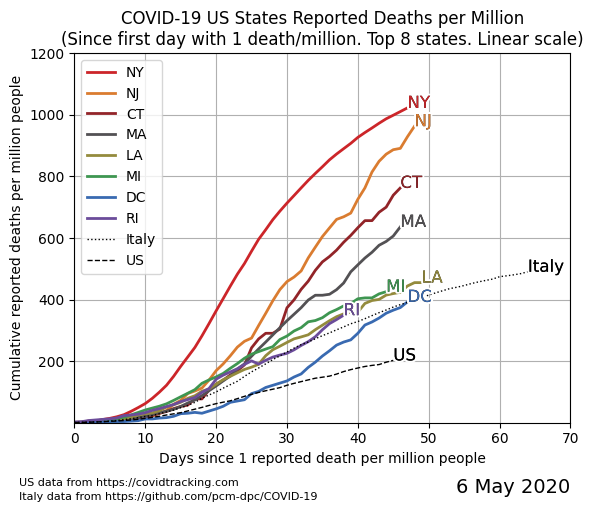 COVID-19 US States Reported Deaths per Million
(Since first day with 1 death/million. Top 8 states. Linear scale)
Cumulative reported deaths per million people
1200
1000
800
600
400
200
NY
NJ
CT
MA
LA
MI
DC
RI
Italy
US
NY
NJ
CT
MA
LA
MI
DC
RI
Italy
US
0 10 20 30 40 50 60 70
Days since 1 reported death per million people
US data from https://covidtracking.com
Italy data from https://github.com/pcm-dpc/COVID-19
6 May 2020